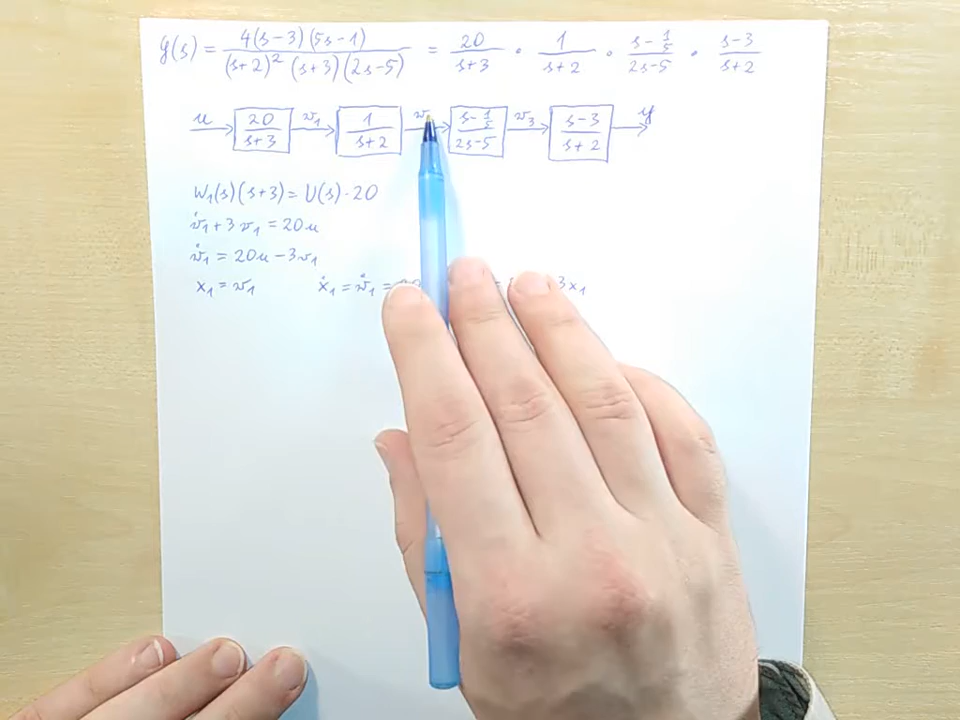 g(s) = 4(s-3)(5s-1) / (s+2)² (s+3)(2s-5) = 20 / s+3 · 1 / s+2 · s-1/5 / 2s-5 · s-3 / s+2
u 20 / s+3 w₁ 1 / s+2 s-1/5 / 2s-5 w₃ s-3 / s+2 y
W₁(s)(s+3) = U(s)·20
ẇ₁+3w₁ = 20u
ẇ₁ = 20u-3w₁
x₁ = w₁ ẋ₁ = ẇ₁ = 3x₁